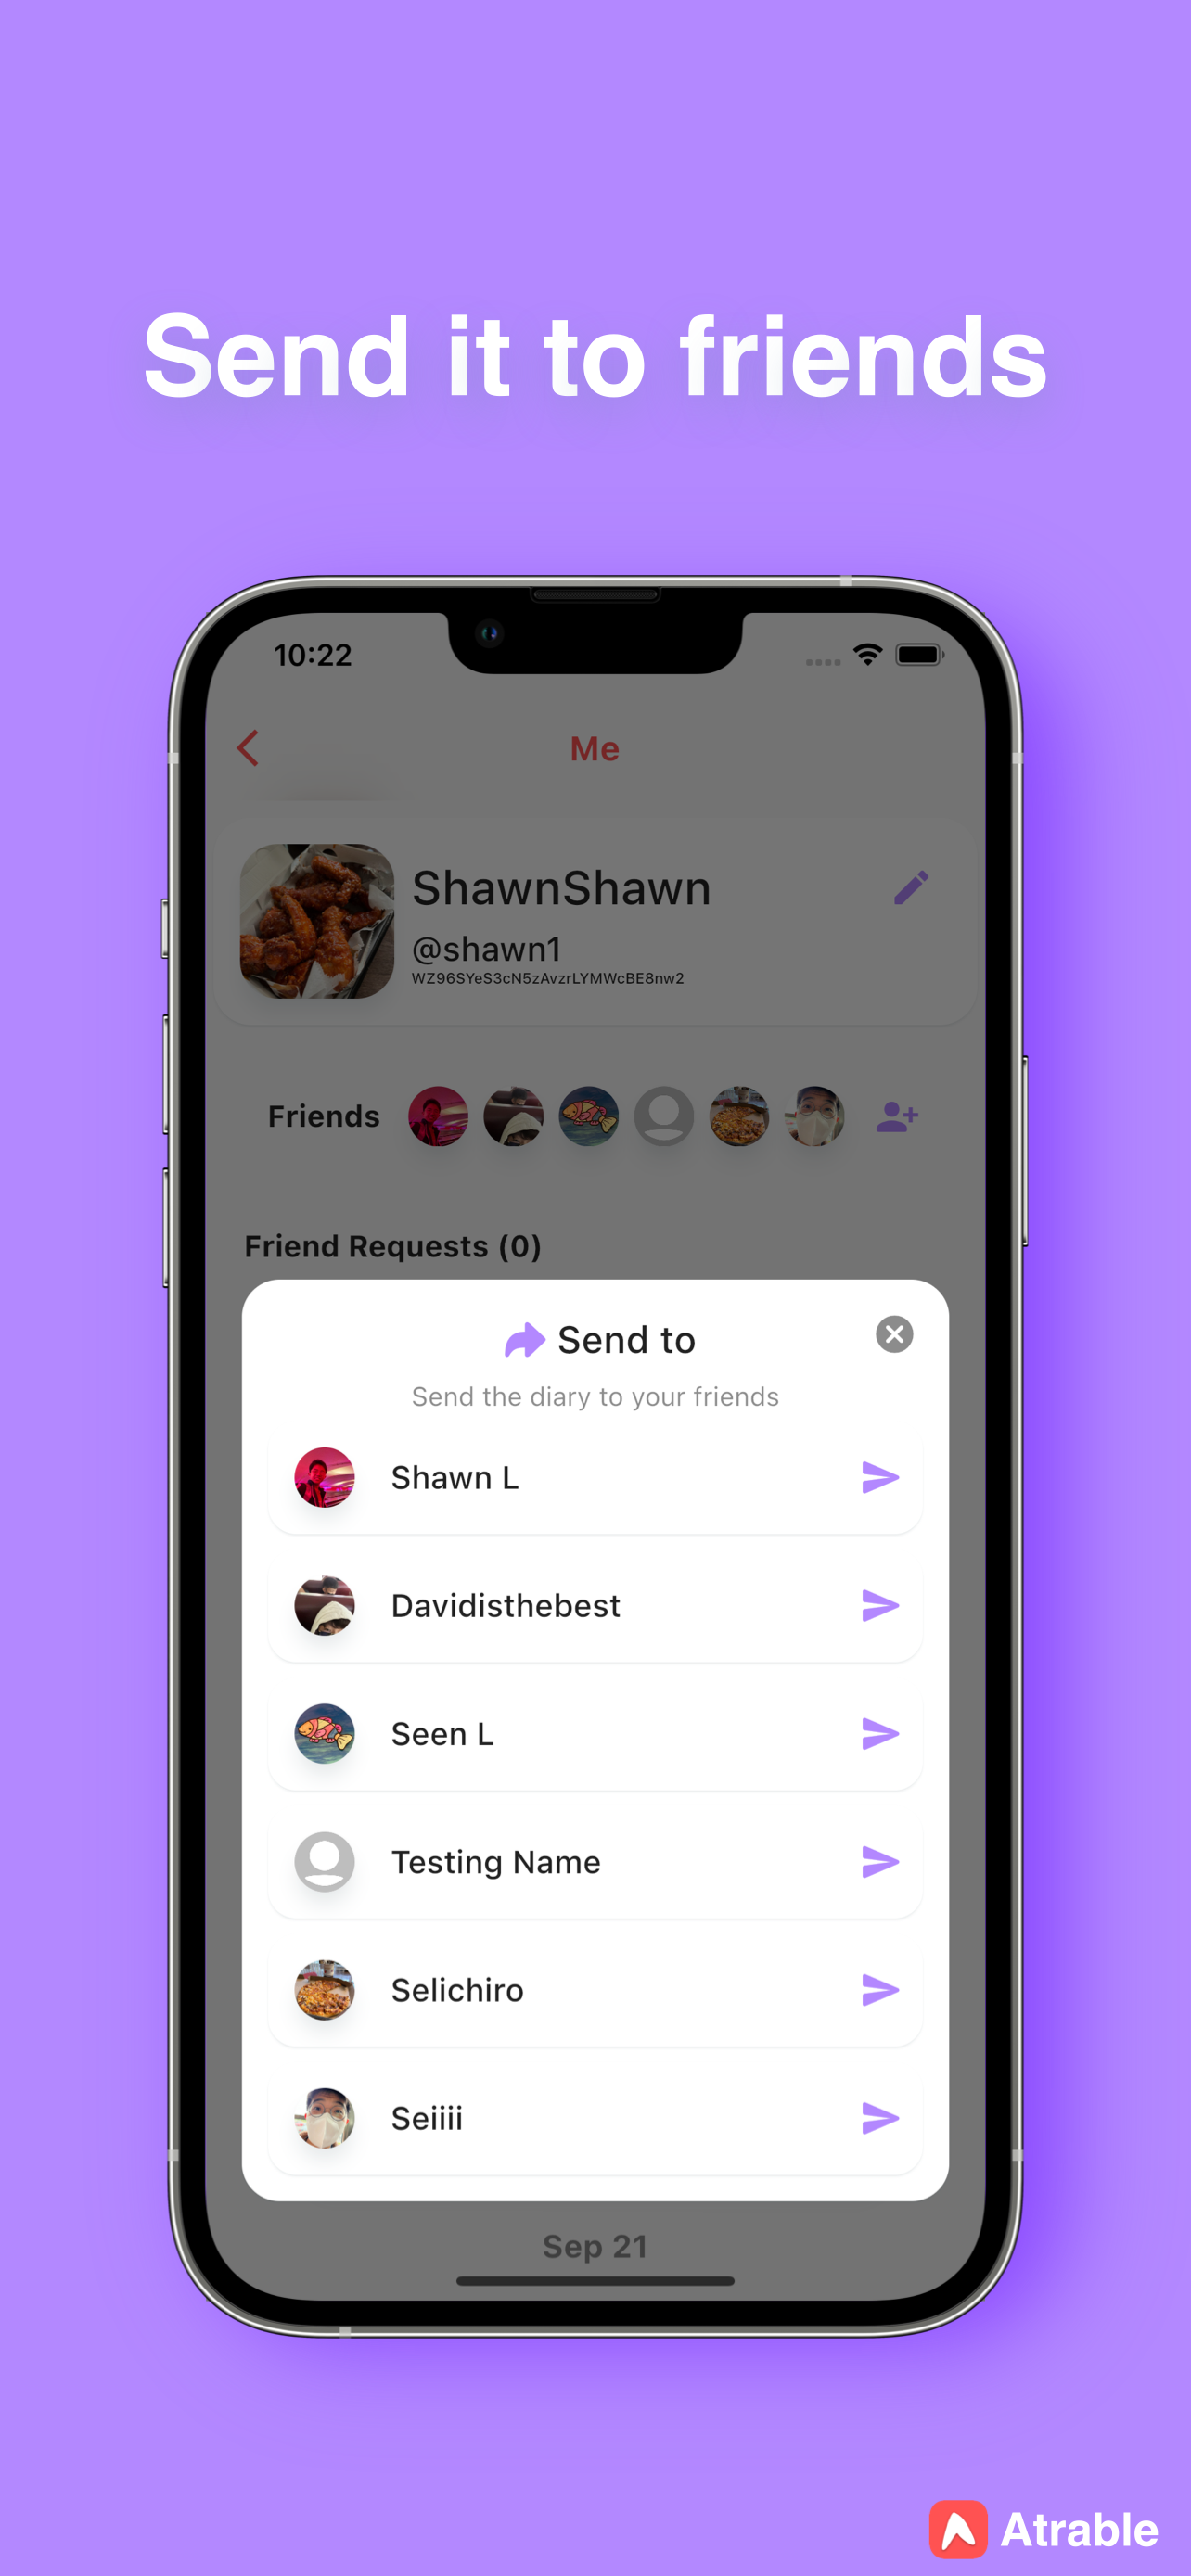 Send it to friends
10:22
Me
ShawnShawn
@shawn1
WZ96SYeS3cN5zAvzrLYMWcBE8nw2
Friends
Friend Requests (0)
Send to
Send the diary to your friends
Shawn L
Davidisthebest
Seen L
Testing Name
Selichiro
Seiiii
Sep 21
Atrable